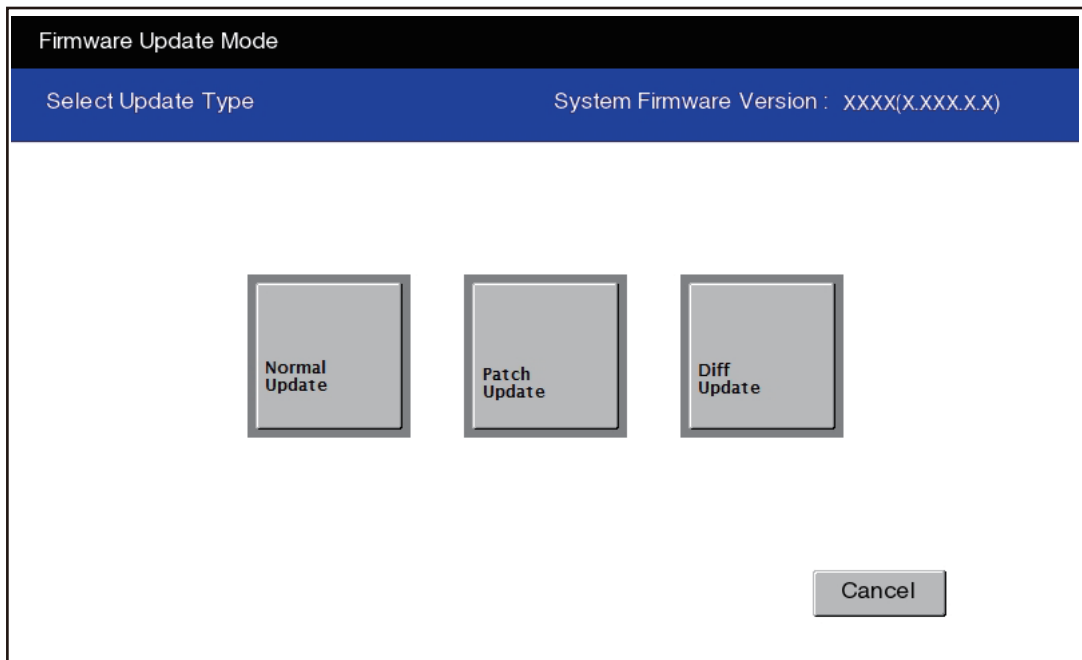 Firmware Update Mode
Select Update Type
System Firmware Version : XXXX(X.XXX.X.X)
Normal
Update
Patch
Update
Diff
Update
Cancel